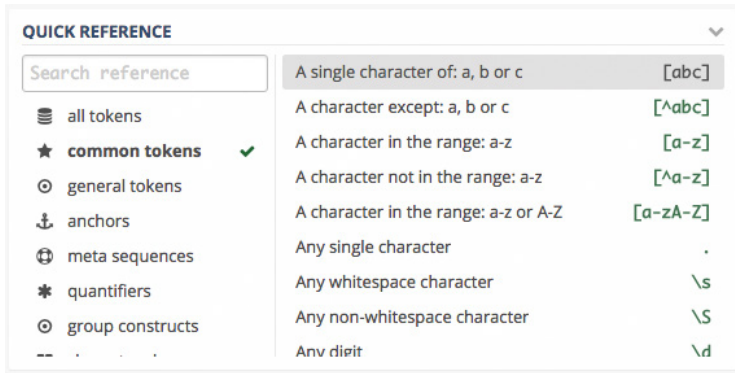 QUICK REFERENCE
Search reference
all tokens
common tokens
general tokens
anchors
meta sequences
quantifiers
group constructs
A single character of: a, b or c [abc]
A character except: a, b or c [^abc]
A character in the range: a-z [a-z]
A character not in the range: a-z [^a-z]
A character in the range: a-z or A-Z [a-zA-Z]
Any single character .
Any whitespace character \s
Any non-whitespace character \S
Any digit \d